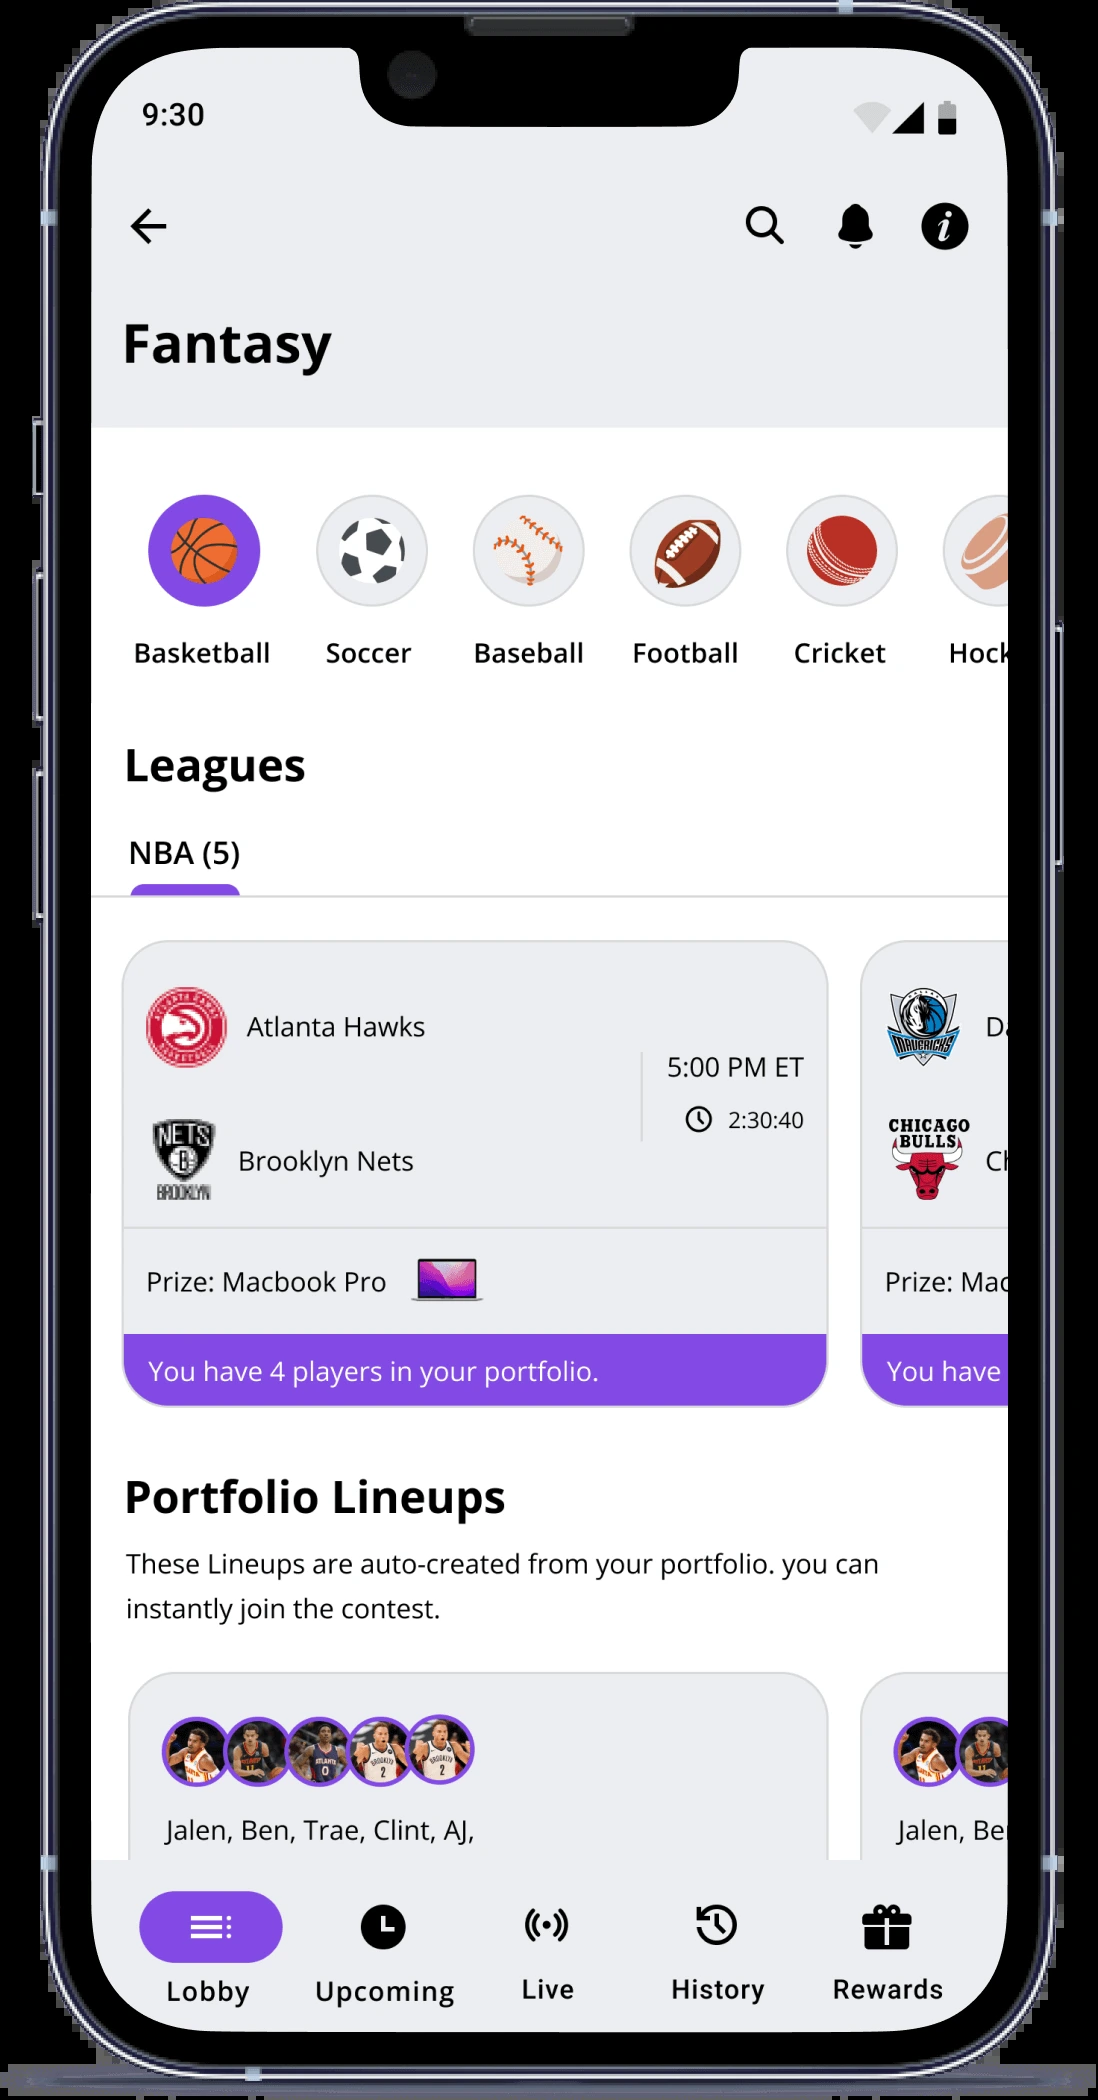 9:30
Fantasy
Basketball Soccer Baseball Football Cricket Hock
Leagues
NBA (5)
Atlanta Hawks
5:00 PM ET
2:30:40
NETS
B
BROOKLYN
Brooklyn Nets
Prize: Macbook Pro
You have 4 players in your portfolio.
MAVERICKS
Da
CHICAGO
BULLS
Ch
Prize: Mac
You have
Portfolio Lineups
These Lineups are auto-created from your portfolio. you can
instantly join the contest.
Jalen, Ben, Trae, Clint, AJ,
Jalen, Be
Lobby Upcoming Live History Rewards